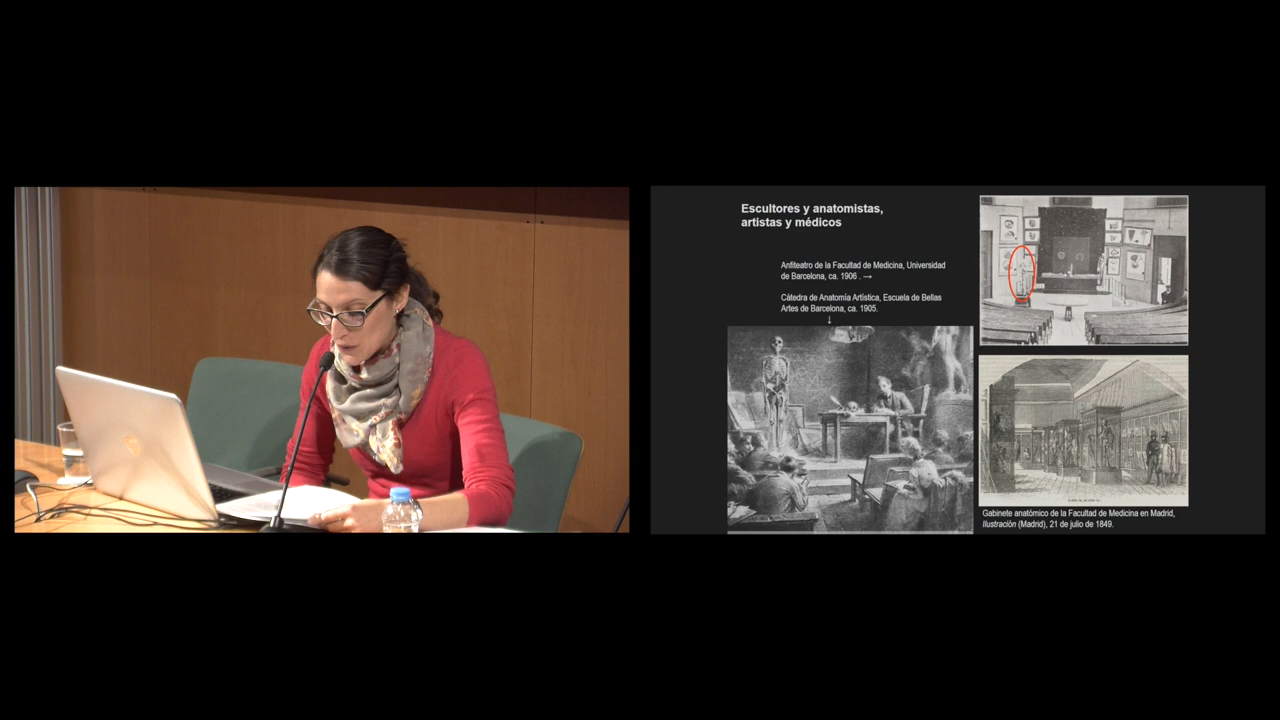 Escultores y anatomistas,
artistas y médicos
Anfiteatro de la Facultad de Medicina, Universidad
de Barcelona, ca. 1906 . →
Cátedra de Anatomía Artística, Escuela de Bellas
Artes de Barcelona, ca. 1905.
↓
Gabinete anatómico de la Facultad de Medicina en Madrid,
Ilustración (Madrid), 21 de julio de 1849.